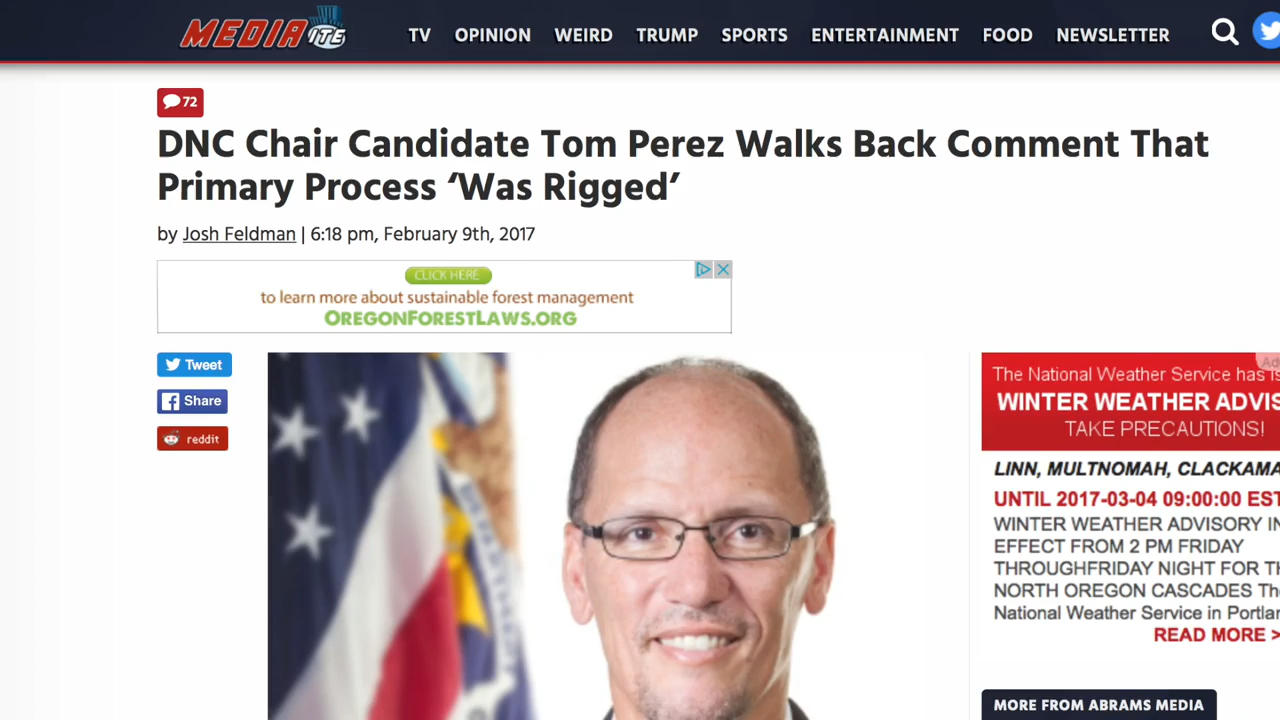 MEDIAITE
TV OPINION WEIRD TRUMP SPORTS ENTERTAINMENT FOOD NEWSLETTER
72
DNC Chair Candidate Tom Perez Walks Back Comment That
Primary Process ‘Was Rigged’
by Josh Feldman | 6:18 pm, February 9th, 2017
CLICK HERE
to learn more about sustainable forest management
OREGONFORESTLAWS.ORG
Tweet
Share
reddit
Ad
The National Weather Service has is
WINTER WEATHER ADVIS
TAKE PRECAUTIONS!
LINN, MULTNOMAH, CLACKAMA
UNTIL 2017-03-04 09:00:00 EST
WINTER WEATHER ADVISORY IN
EFFECT FROM 2 PM FRIDAY
THROUGHFRIDAY NIGHT FOR TH
NORTH OREGON CASCADES The
National Weather Service in Portlan
READ MORE >
MORE FROM ABRAMS MEDIA